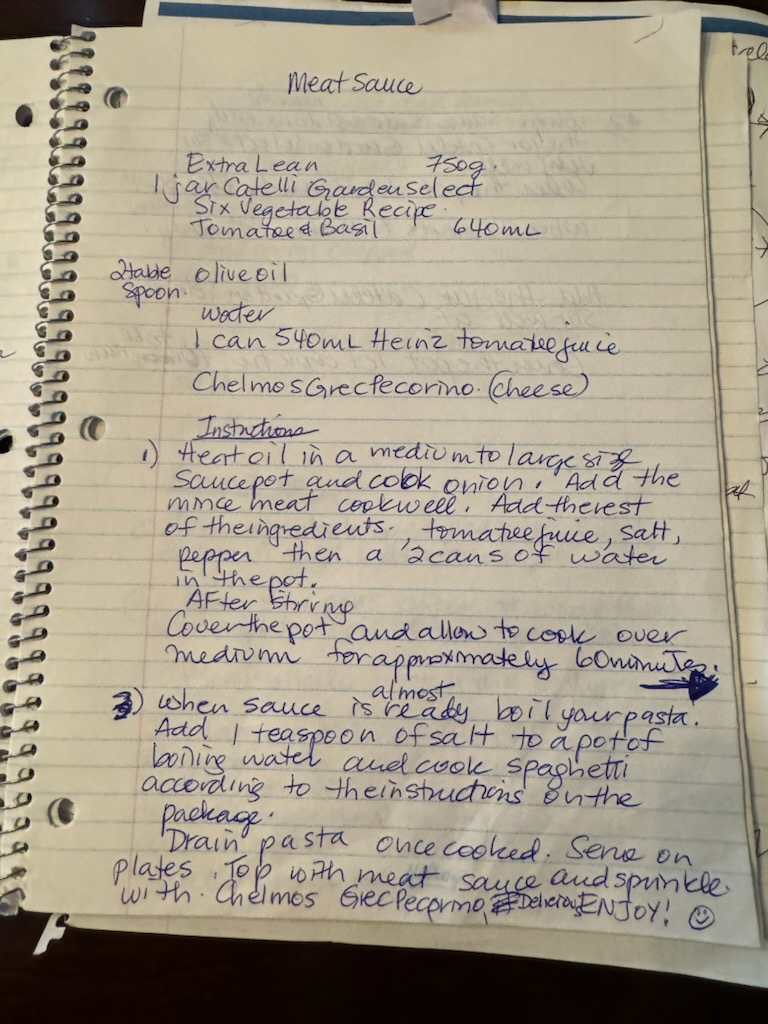 Meat Sauce
Extra Lean 750g.
1 jar Catelli Garden select
Six Vegetable Recipe.
Tomatoe & Basil 640mL
2 table spoon olive oil
water
1 can 540mL Heinz tomatoe juice
Chelmos Grec Pecorino. (cheese)
Instructions
1) Heat oil in a medium to large size
saucepot and cook onion. Add the
mince meat cook well. Add the rest
of the ingredients., tomatoe juice, salt,
pepper then a '2 cans of water
in the pot.
After stiring
Cover the pot and allow to cook over
medium for approximately 60 minutes.
2) when sauce is almost ready boil your pasta.
Add 1 teaspoon of salt to a pot of
boiling water and cook spaghetti
according to the instructions on the
package.
Drain pasta once cooked. Serve on
plates. Top with meat sauce and sprinkle
with. Chelmos Grec Pecorino, Delicious ENJOY!